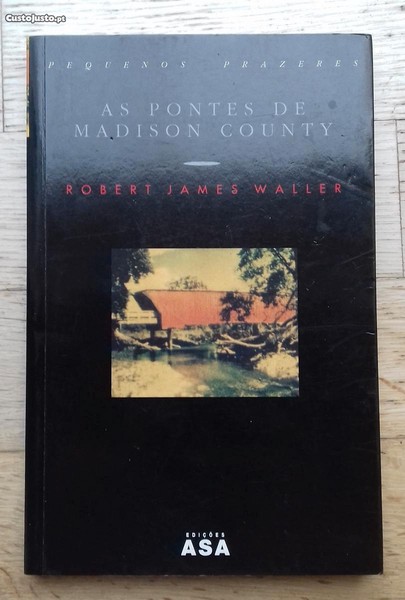 CustoJusto.pt
PEQUENOS PRAZERES
AS PONTES DE
MADISON COUNTY
ROBERT JAMES WALLER
EDIÇÕES
ASA